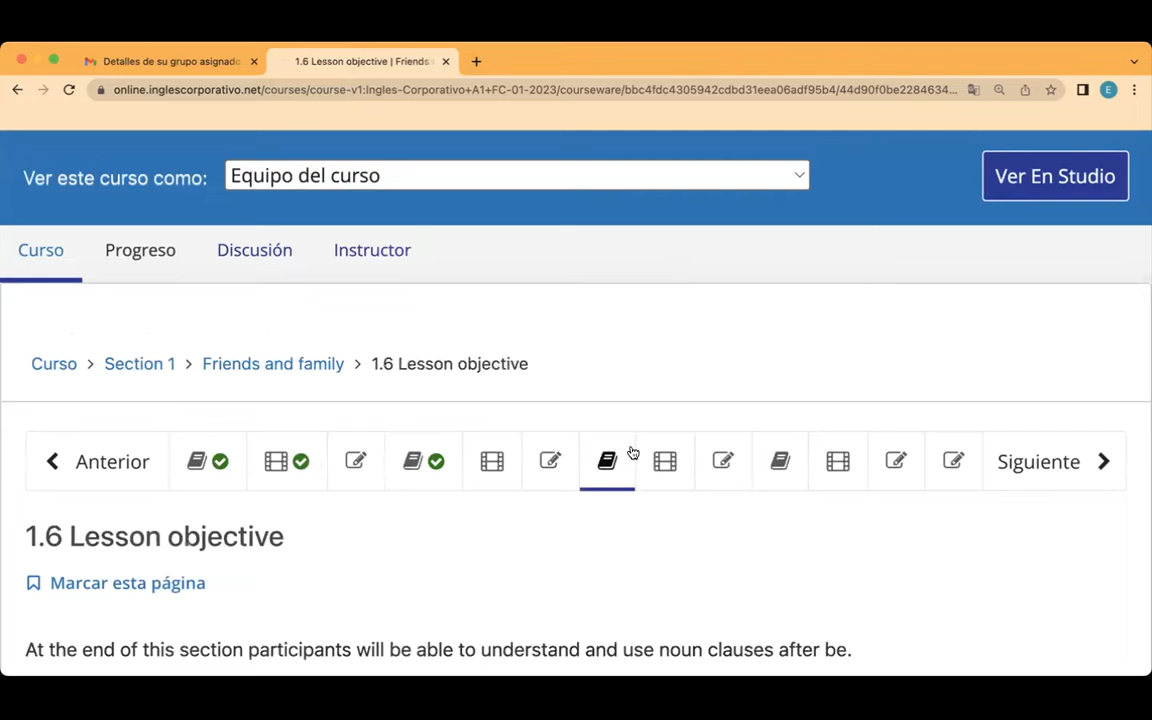 Detalles de su grupo asignado
1.6 Lesson objective | Friends
online.inglescorporativo.net/courses/course-v1:Ingles-Corporativo+A1+FC-01-2023/courseware/bbc4fdc4305942cdbd31eea06adf95b4/44d90f0be2284634...
E
Ver este curso como:
Equipo del curso
Ver En Studio
Curso Progreso Discusión Instructor
Curso > Section 1 > Friends and family > 1.6 Lesson objective
Anterior Siguiente
1.6 Lesson objective
Marcar esta página
At the end of this section participants will be able to understand and use noun clauses after be.